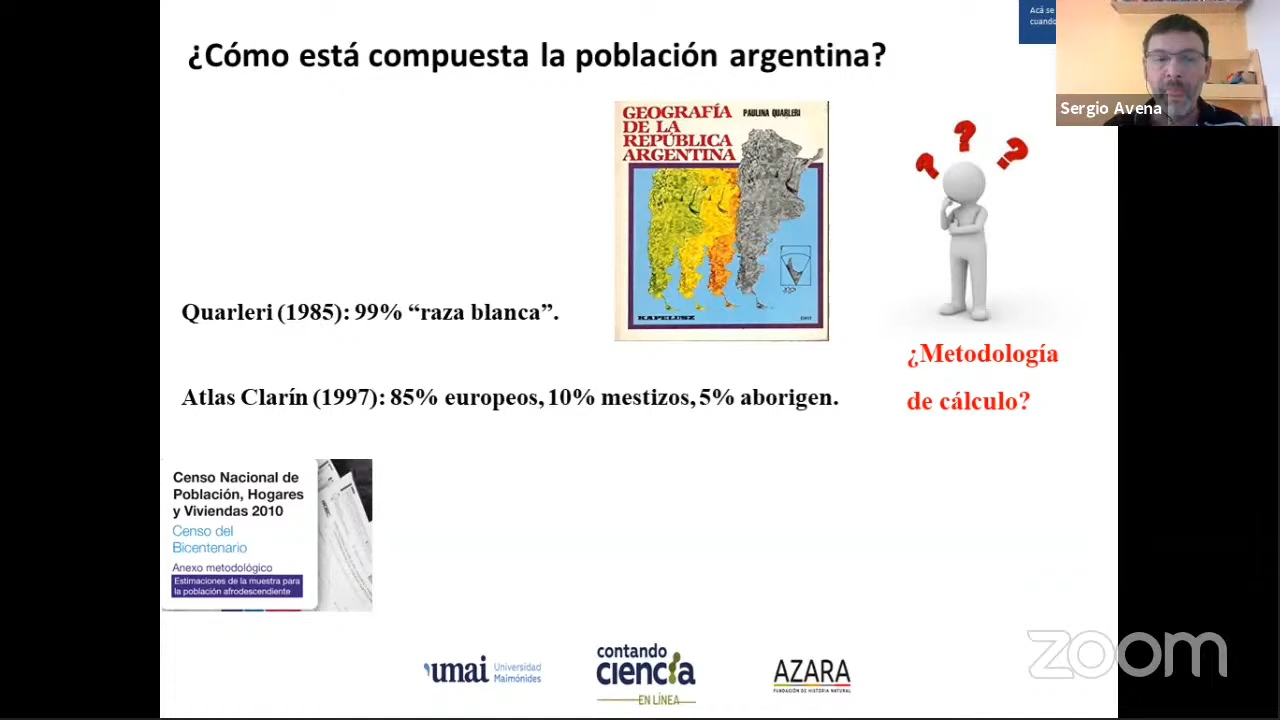 ¿Cómo está compuesta la población argentina?
Acá se
cuando
Sergio Avena
GEOGRAFÍA
DE LA
REPÚBLICA
ARGENTINA
PAULINA QUARLERI
KAPELUSZ
? ? ?
Quarleri (1985): 99% “raza blanca”.
¿Metodología
de cálculo?
Atlas Clarín (1997): 85% europeos, 10% mestizos, 5% aborigen.
Censo Nacional de
Población, Hogares
y Viviendas 2010
Censo del
Bicentenario
Anexo metodológico
Estimaciones de la muestra para
la población afrodescendiente
umai Universidad
Maimónides
contando
ciencia
EN LÍNEA
AZARA
FUNDACIÓN DE HISTORIA NATURAL
zoom